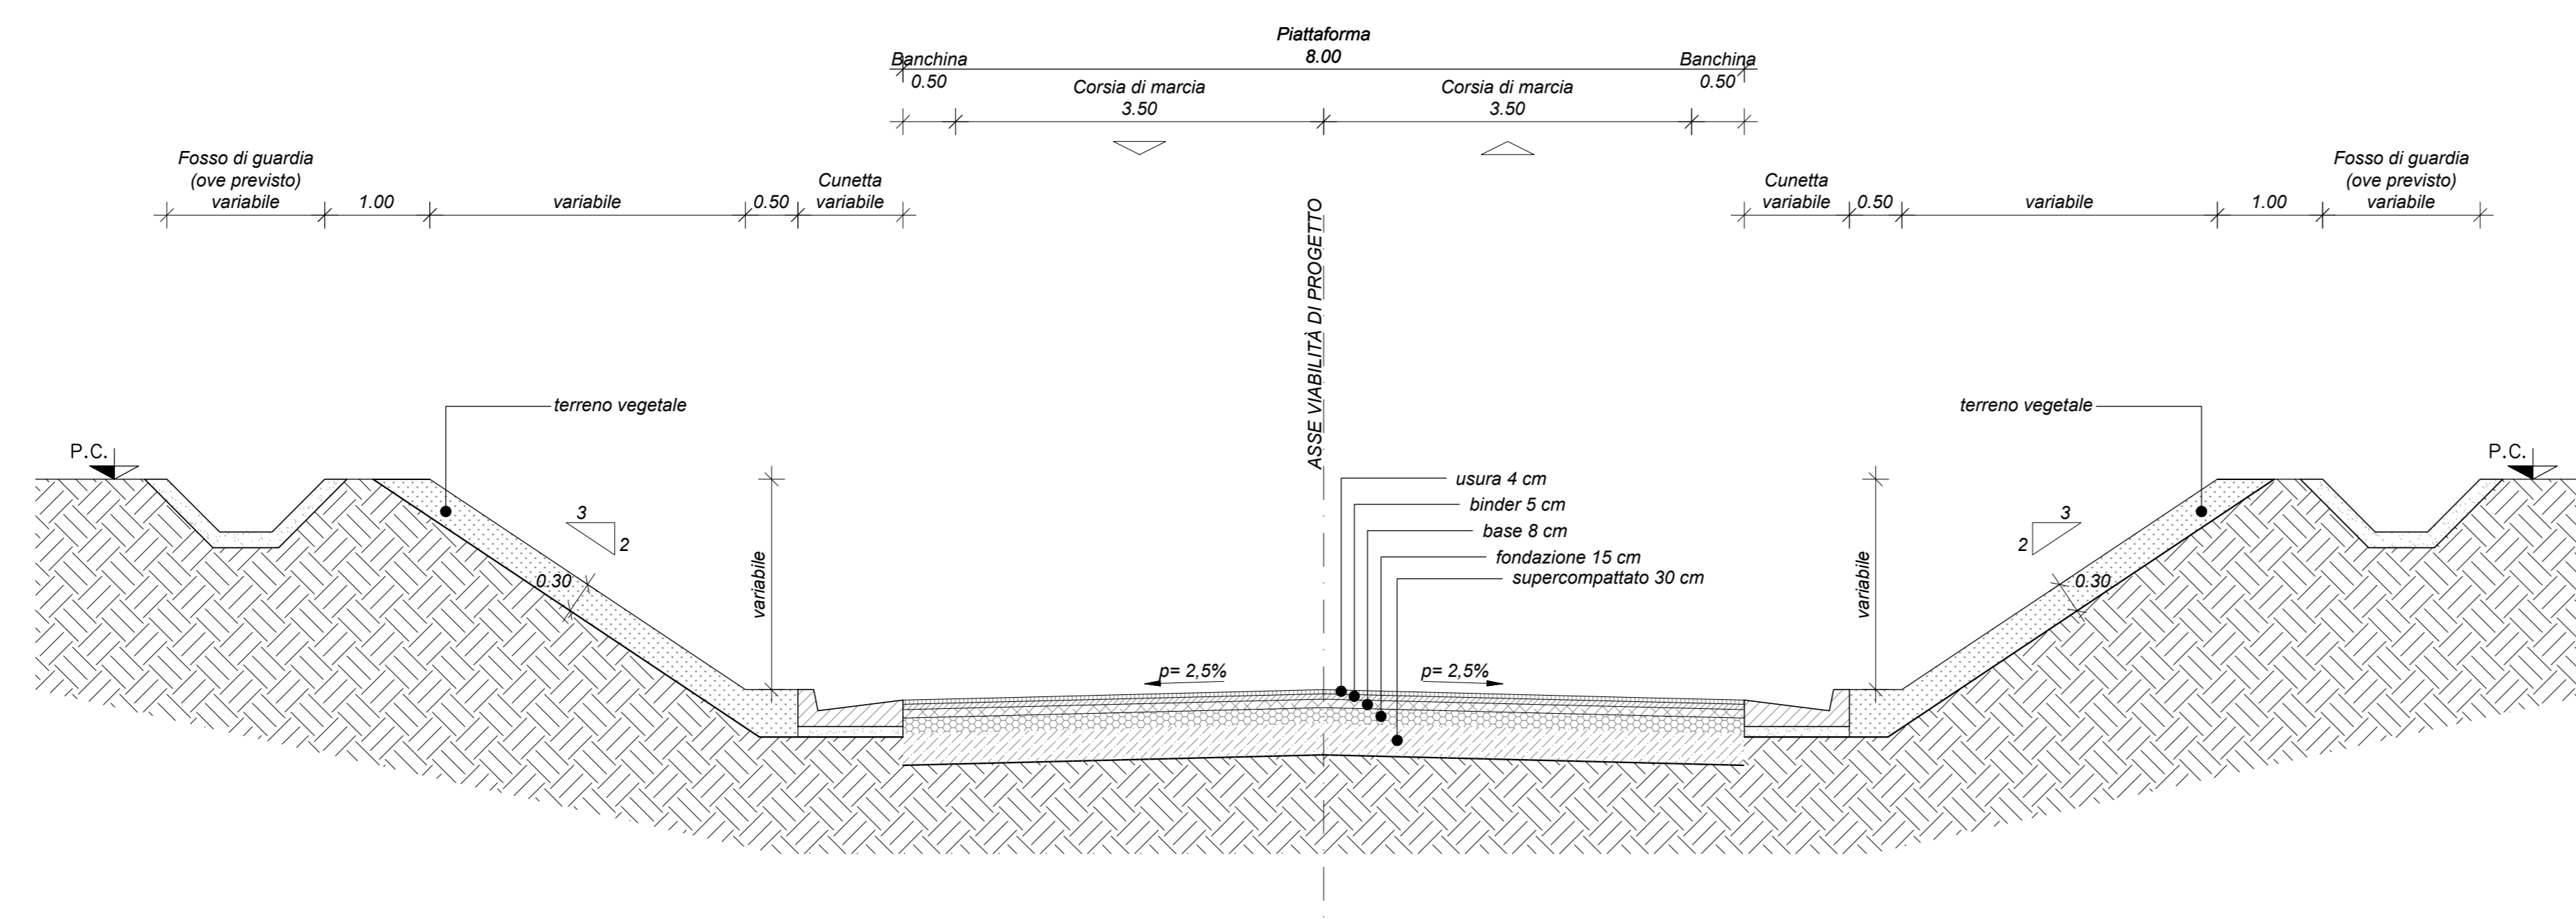 Piattaforma
8.00
Banchina
0.50
Banchina
0.50
Corsia di marcia
3.50
Corsia di marcia
3.50
Fosso di guardia
(ove previsto)
variabile
1.00
variabile
0.50
Cunetta
variabile
Cunetta
variabile
0.50
variabile
1.00
Fosso di guardia
(ove previsto)
variabile
ASSE VIABILITÀ DI PROGETTO
terreno vegetale
terreno vegetale
P.C.
P.C.
usura 4 cm
binder 5 cm
base 8 cm
fondazione 15 cm
supercompattato 30 cm
3
2
0.30
variabile
3
2
0.30
variabile
p= 2,5%
p= 2,5%